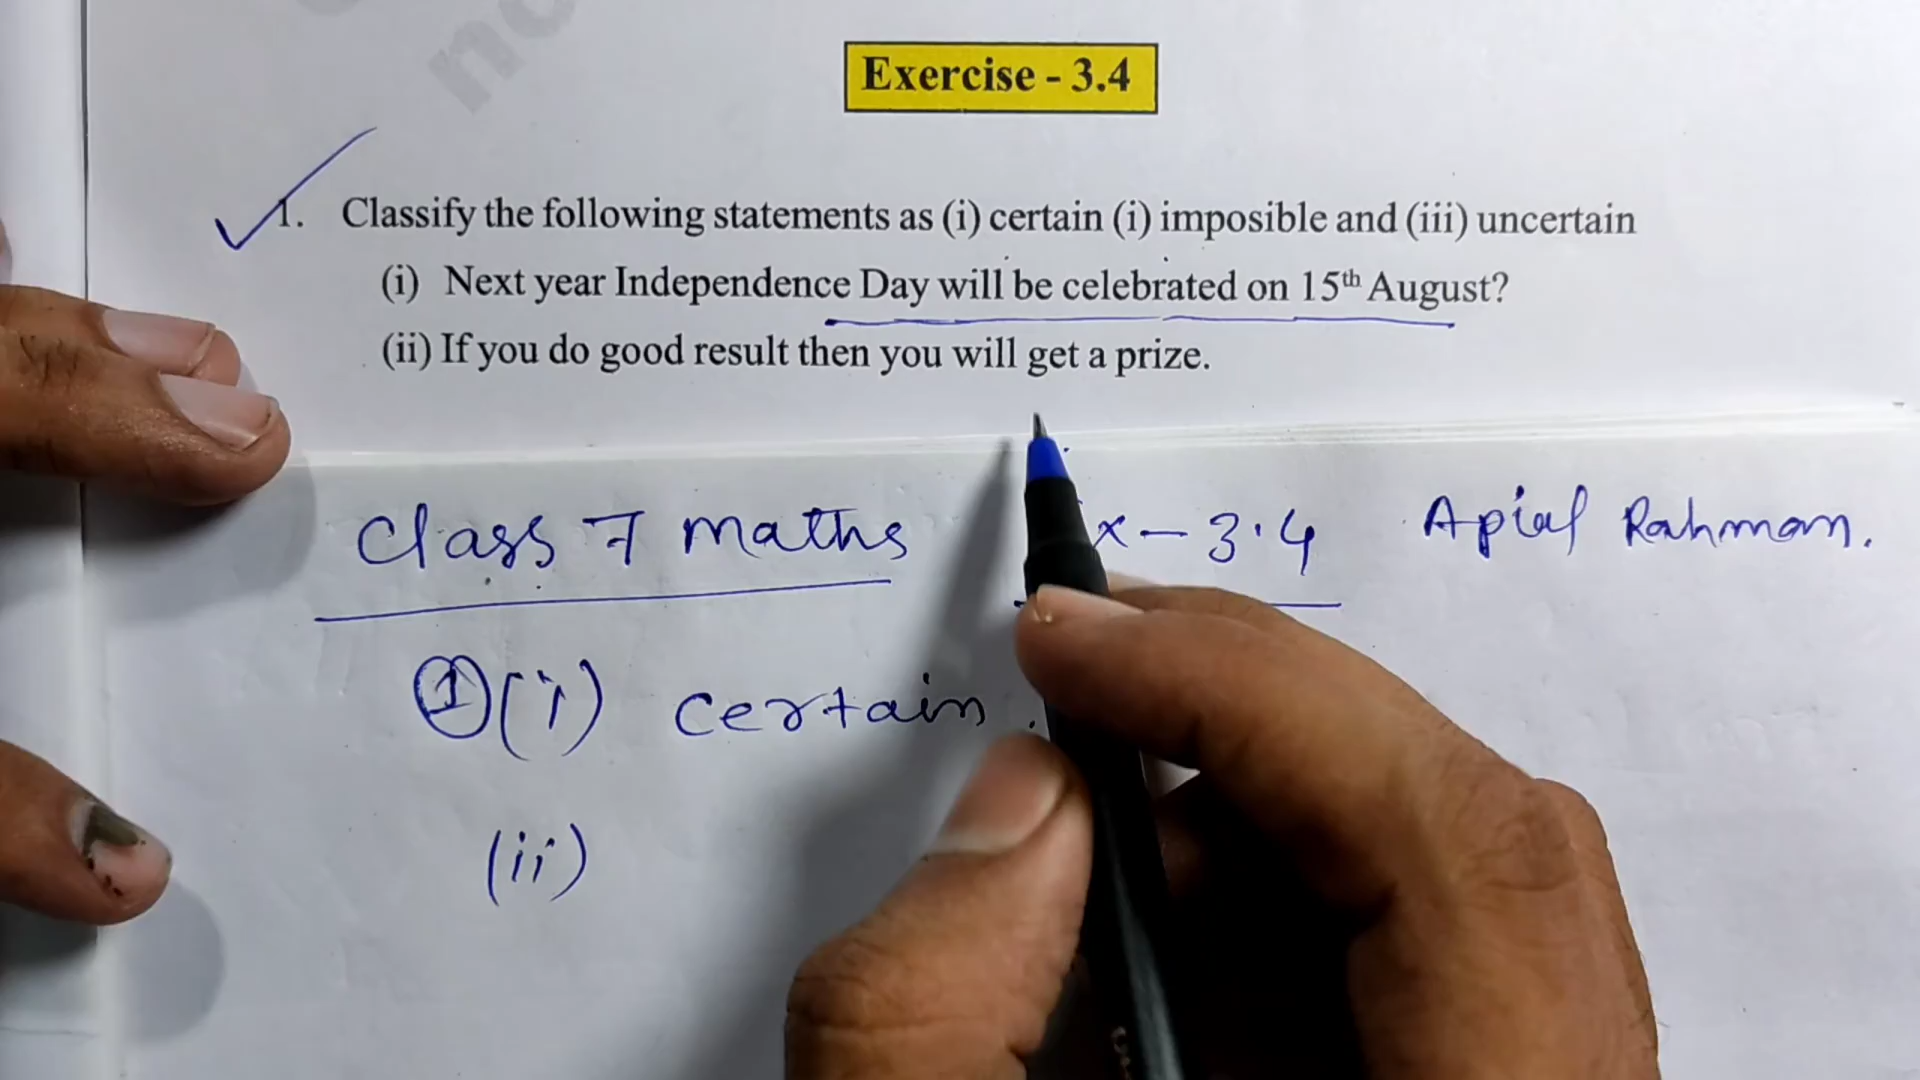 Exercise - 3.4
1. Classify the following statements as (i) certain (i) imposible and (iii) uncertain
(i) Next year Independence Day will be celebrated on 15th August?
(ii) If you do good result then you will get a prize.
Class 7 maths x - 3.4 Rahman.
1 (i) certain.
(ii)